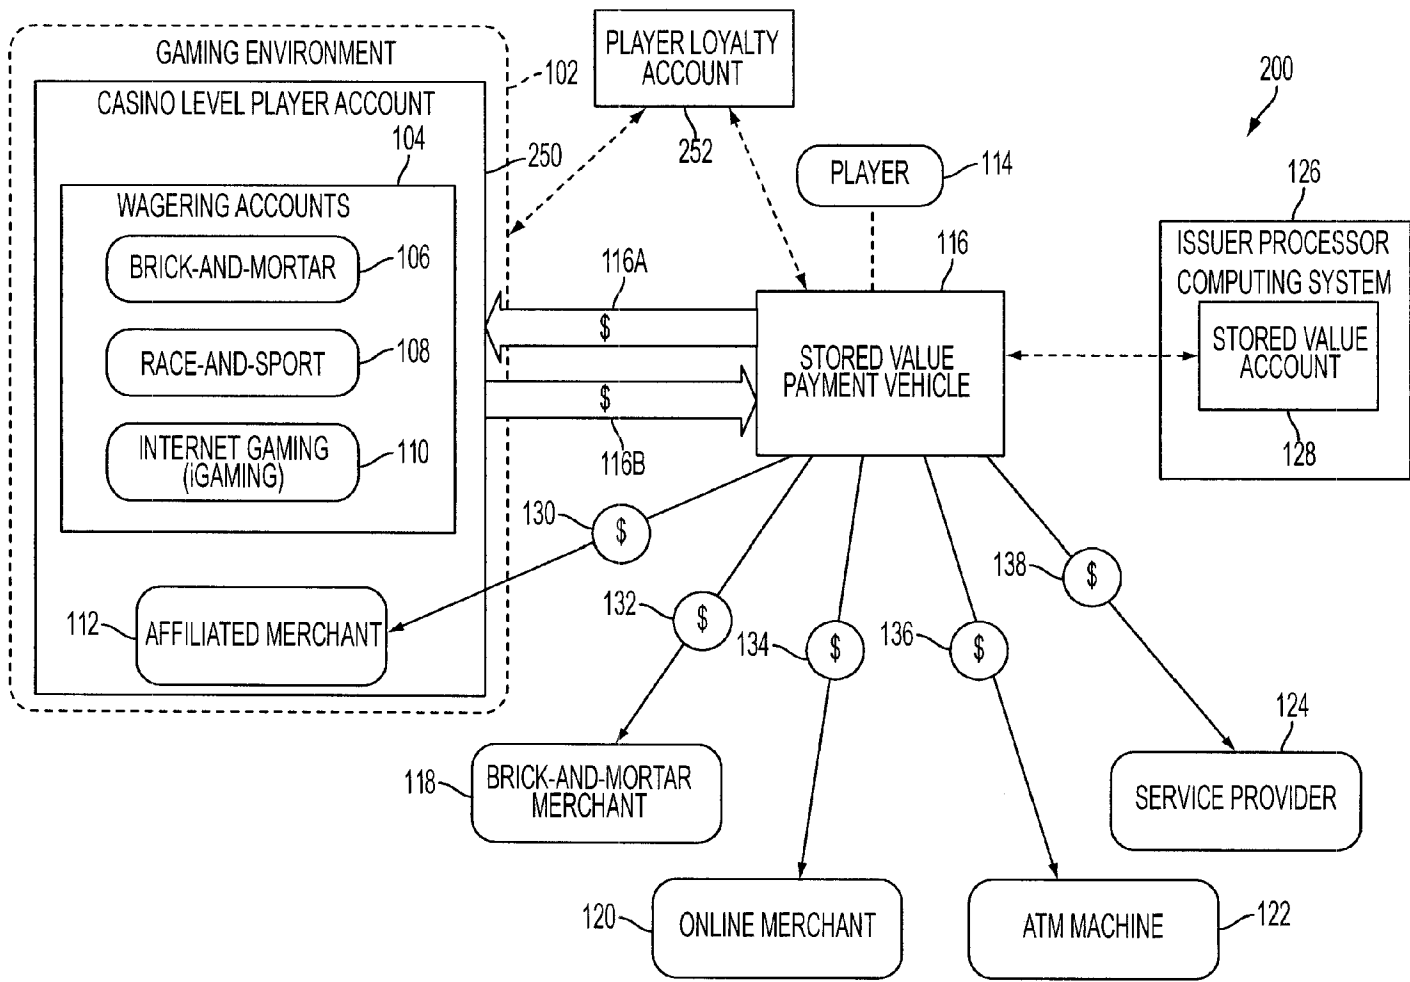 GAMING ENVIRONMENT
102
CASINO LEVEL PLAYER ACCOUNT
104
250
WAGERING ACCOUNTS
BRICK-AND-MORTAR
106
RACE-AND-SPORT
108
INTERNET GAMING
(iGAMING)
110
112
AFFILIATED MERCHANT
PLAYER LOYALTY
ACCOUNT
252
PLAYER
114
200
116
116A
$
$
116B
STORED VALUE
PAYMENT VEHICLE
126
ISSUER PROCESSOR
COMPUTING SYSTEM
STORED VALUE
ACCOUNT
128
130
$
132
$
134
$
136
$
138
$
118
BRICK-AND-MORTAR
MERCHANT
120
ONLINE MERCHANT
ATM MACHINE
122
124
SERVICE PROVIDER